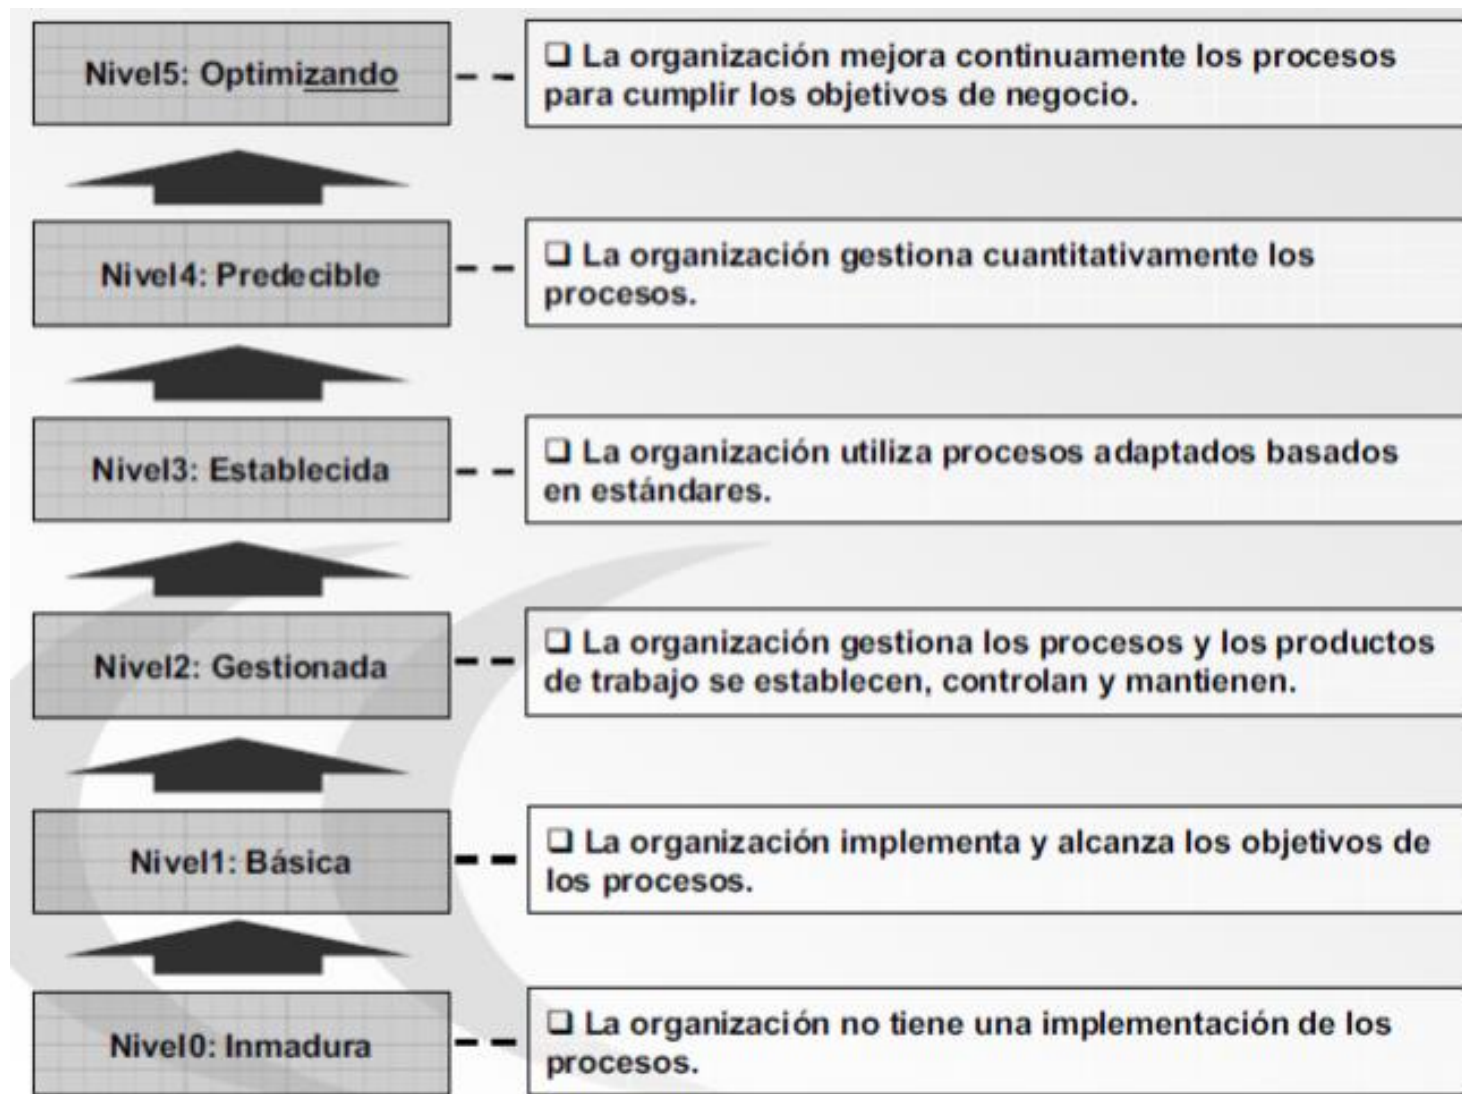 Nivel5: Optimizando
❑ La organización mejora continuamente los procesos
para cumplir los objetivos de negocio.
Nivel4: Predecible
❑ La organización gestiona cuantitativamente los
procesos.
Nivel3: Establecida
❑ La organización utiliza procesos adaptados basados
en estándares.
Nivel2: Gestionada
❑ La organización gestiona los procesos y los productos
de trabajo se establecen, controlan y mantienen.
Nivel1: Básica
❑ La organización implementa y alcanza los objetivos de
los procesos.
Nivel0: Inmadura
❑ La organización no tiene una implementación de los
procesos.